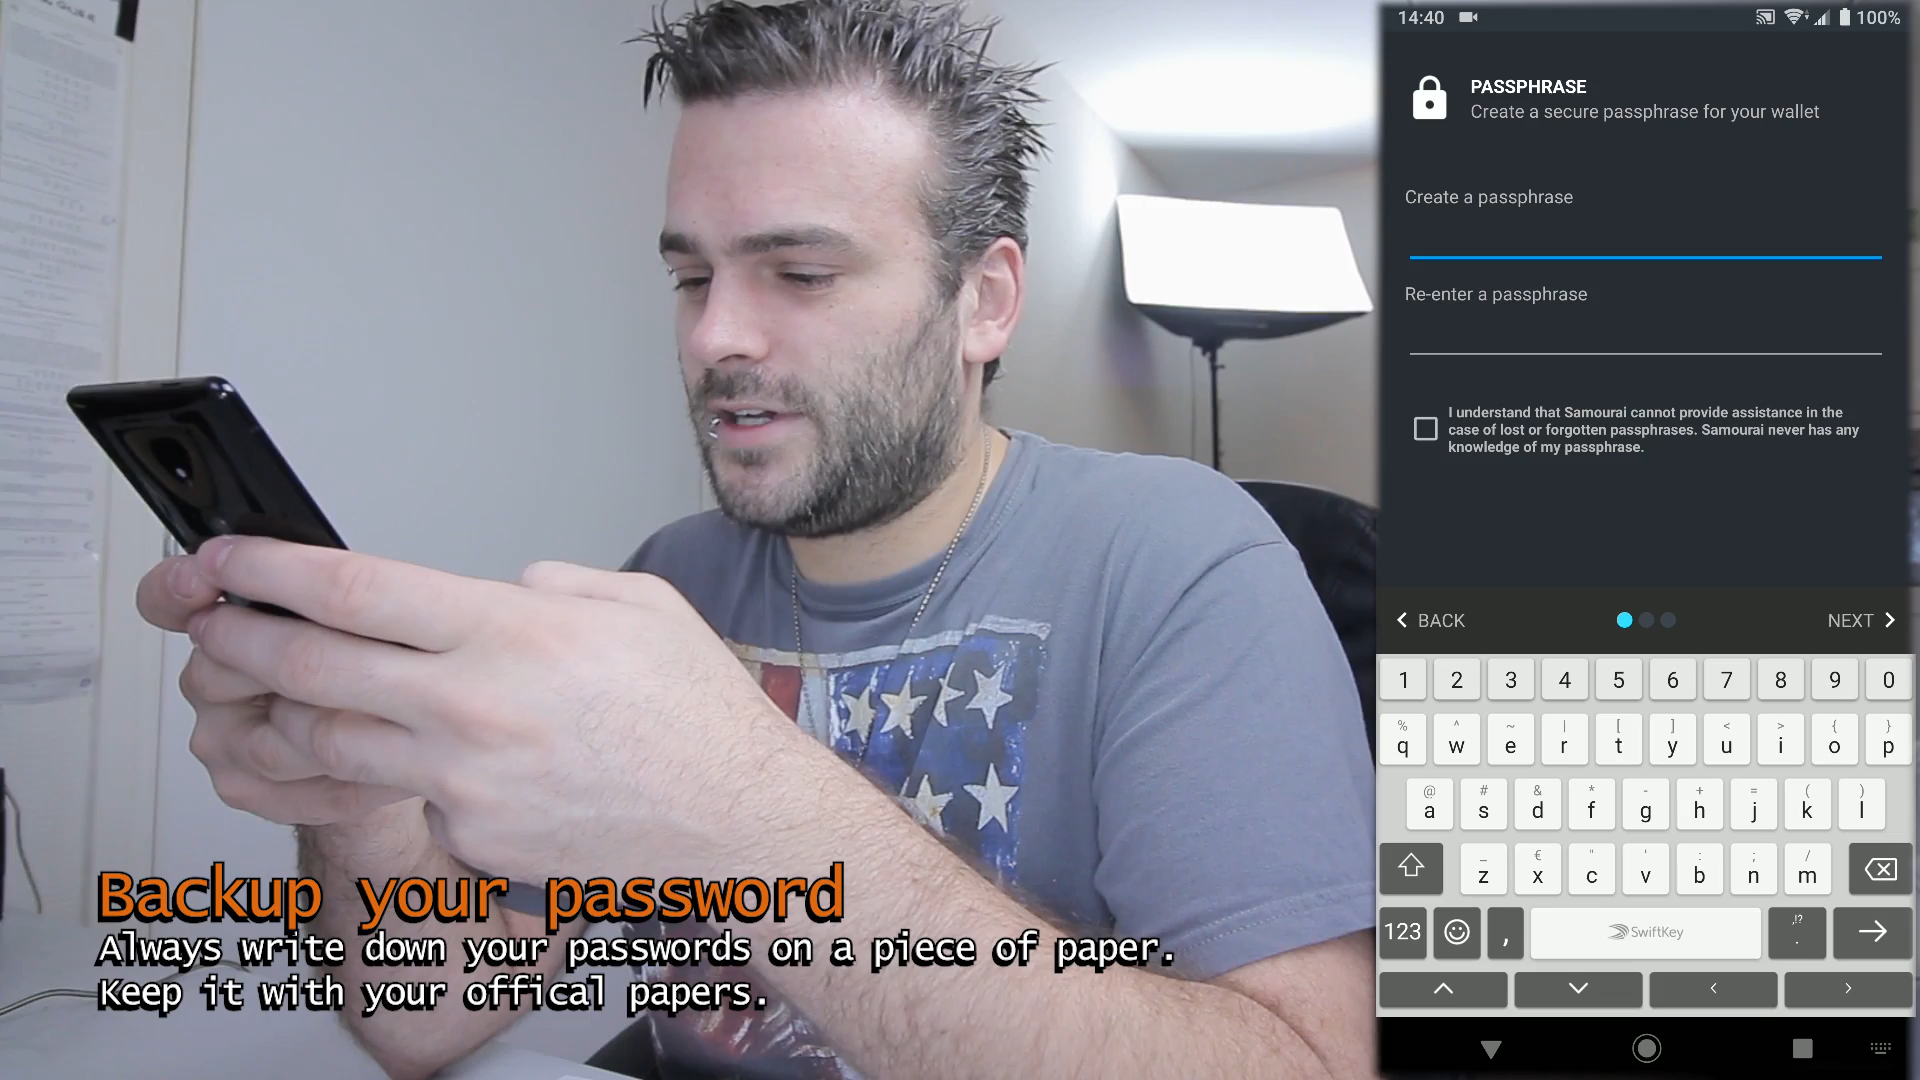 14:40
100%
PASSPHRASE
Create a secure passphrase for your wallet
Create a passphrase
Re-enter a passphrase
I understand that Samourai cannot provide assistance in the
case of lost or forgotten passphrases. Samourai never has any
knowledge of my passphrase.
BACK
NEXT
1 2 3 4 5 6 7 8 9 0
% ^ ~ | [ ] < > { }
q w e r t y u i o p
@ # & * - + = ( )
a s d f g h j k l
_ € " ' : ; /
z x c v b n m
123 , SwiftKey ,!? .
Backup your password
Always write down your passwords on a piece of paper.
Keep it with your offical papers.